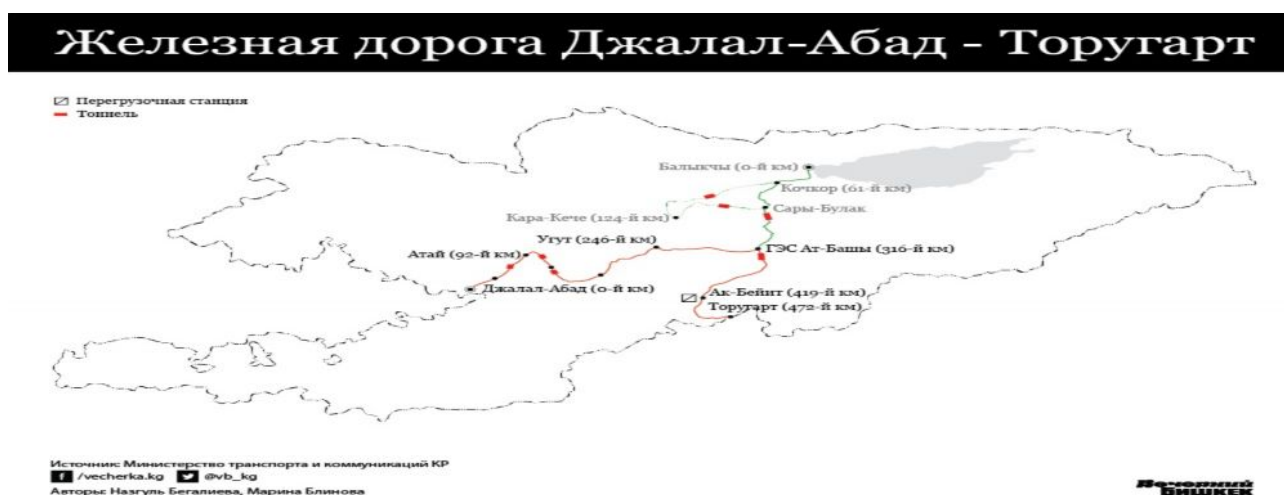 Железная дорога Джалал-Абад - Торугарт
Перегрузочная станция
Тоннель
Балыкчы (0-й км)
Кочкор (61-й км)
Сары-Булак
Кара-Кече (124-й км)
Угут (246-й км)
ГЭС Ат-Башы (316-й км)
Атай (92-й км)
Джалал-Абад (0-й км)
Ак-Бейит (419-й км)
Торугарт (472-й км)
Источник: Министерство транспорта и коммуникаций КР
f /vecherka.kg @vb_kg
Авторы: Назгуль Бегалиева, Марина Блинова
Вечерний
БИШКЕК